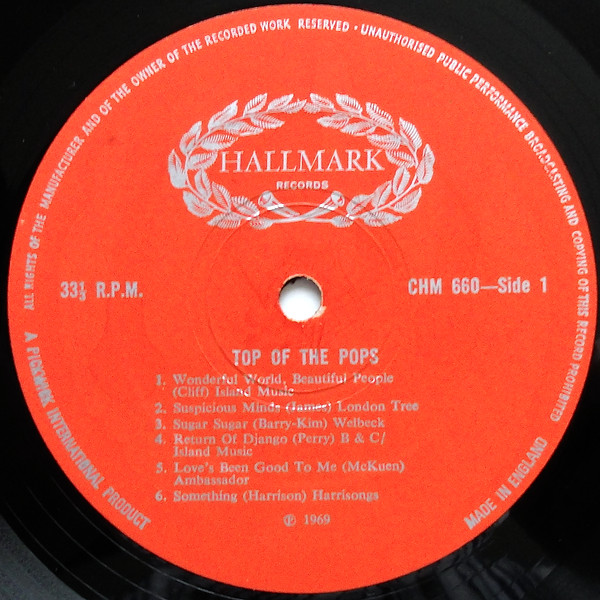 ALL RIGHTS OF THE MANUFACTURER AND OF THE OWNER OF THE RECORDED WORK RESERVED · UNAUTHORISED PUBLIC PERFORMANCE BROADCASTING AND COPYING OF THIS RECORD PROHIBITED
HALLMARK
RECORDS
33⅓ R.P.M.
CHM 660—Side 1
TOP OF THE POPS
1. Wonderful World, Beautiful People
(Cliff) Island Music
2. Suspicious Minds (James) London Tree
3. Sugar Sugar (Barry-Kim) Welbeck
4. Return Of Django (Perry) B & C/
Island Music
5. Love's Been Good To Me (McKuen)
Ambassador
6. Something (Harrison) Harrisongs
℗ 1969
A PICKWICK INTERNATIONAL PRODUCT
MADE IN ENGLAND